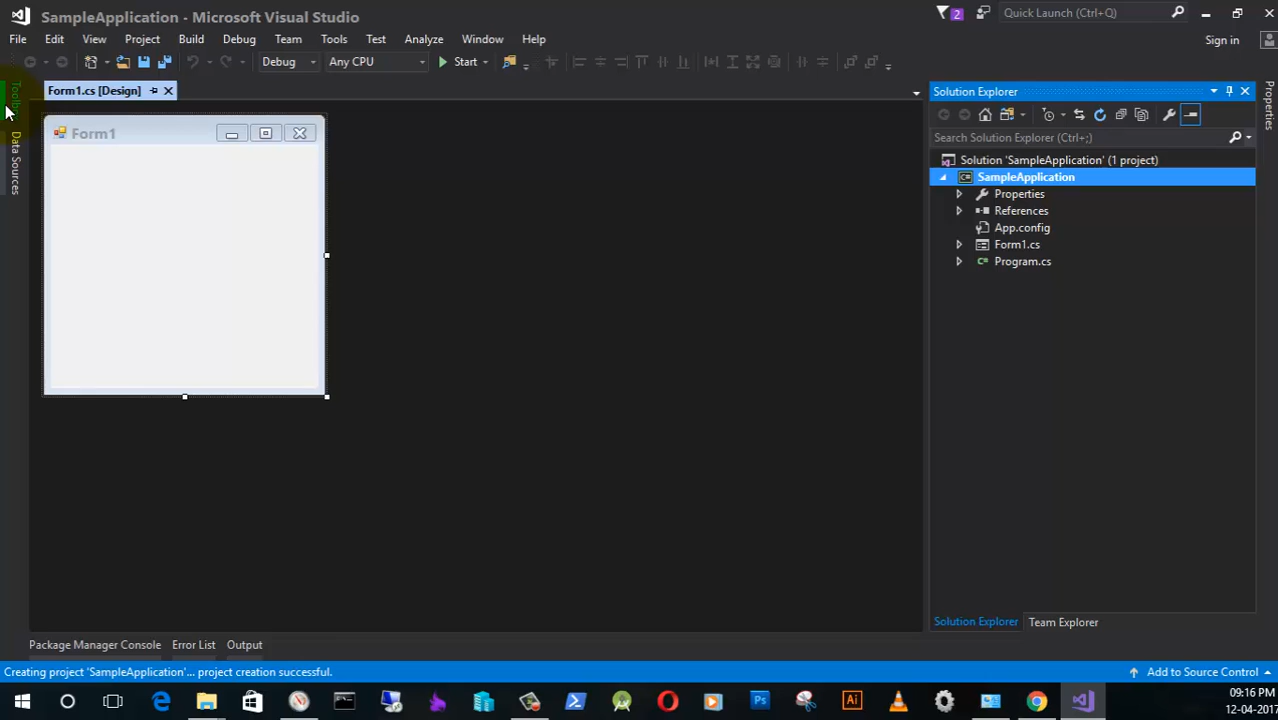 SampleApplication - Microsoft Visual Studio
2
Quick Launch (Ctrl+Q)
File Edit View Project Build Debug Team Tools Test Analyze Window Help
Sign in
Debug Any CPU Start
Form1.cs [Design]
Form1
Data Sources
Solution Explorer
Search Solution Explorer (Ctrl+;)
Solution 'SampleApplication' (1 project)
C# SampleApplication
Properties
References
App.config
Form1.cs
C# Program.cs
Properties
Solution Explorer Team Explorer
Package Manager Console Error List Output
Creating project 'SampleApplication'... project creation successful.
Add to Source Control
Ps
Ai
09:16 PM
12-04-2017